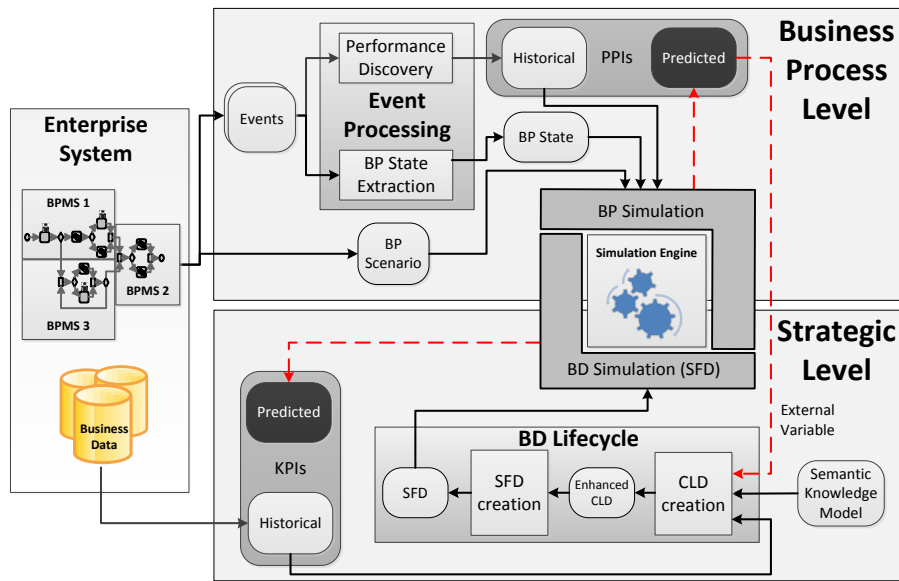 Enterprise
System
BPMS 1
BPMS 2
BPMS 3
Business
Data
Business
Process
Level
Events
Performance
Discovery
Event
Processing
BP State
Extraction
Historical
PPIs
Predicted
BP State
BP
Scenario
BP Simulation
Simulation Engine
BD Simulation (SFD)
Strategic
Level
External
Variable
Predicted
KPIs
Historical
BD Lifecycle
SFD
SFD
creation
Enhanced
CLD
CLD
creation
Semantic
Knowledge
Model